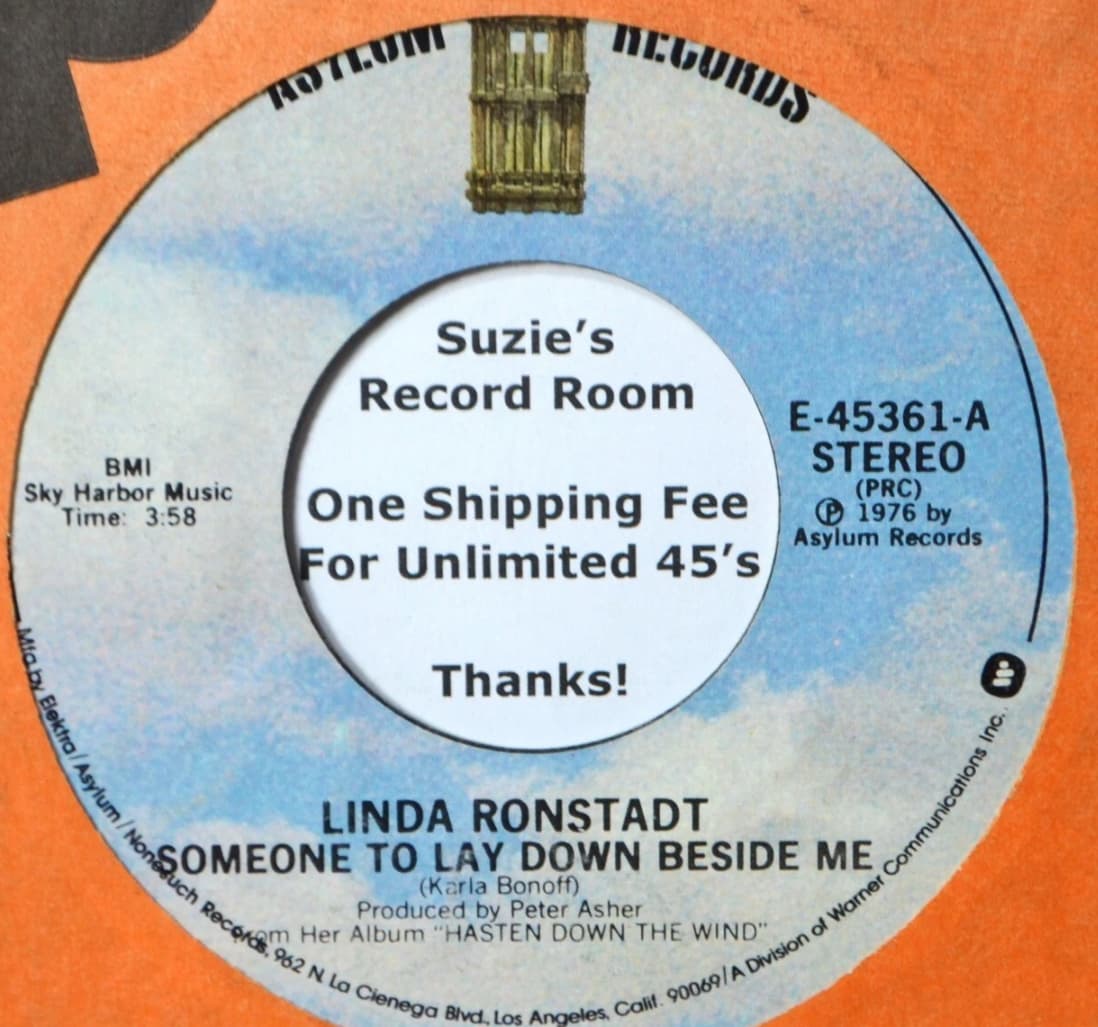 ASYLUM RECORDS
Suzie's
Record Room
One Shipping Fee
For Unlimited 45's
Thanks!
BMI
Sky Harbor Music
Time: 3:58
E-45361-A
STEREO
(PRC)
℗ 1976 by
Asylum Records
LINDA RONSTADT
SOMEONE TO LAY DOWN BESIDE ME
(Karla Bonoff)
Produced by Peter Asher
From Her Album "HASTEN DOWN THE WIND"
Mfg. by Elektra/Asylum/Nonesuch Records, 962 N. La Cienega Blvd., Los Angeles, Calif. 90069/A Division of Warner Communications Inc.